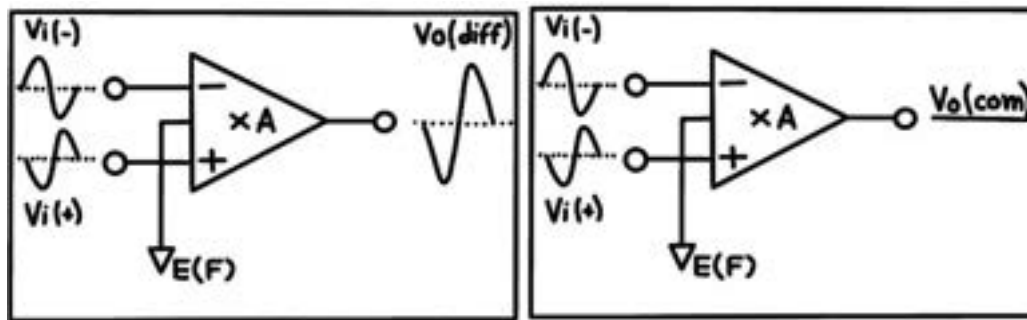 Vi(-)
Vo(diff)
−
×A
+
Vi(+)
E(F)
Vi(-)
−
Vo(com)
×A
+
Vi(+)
E(F)